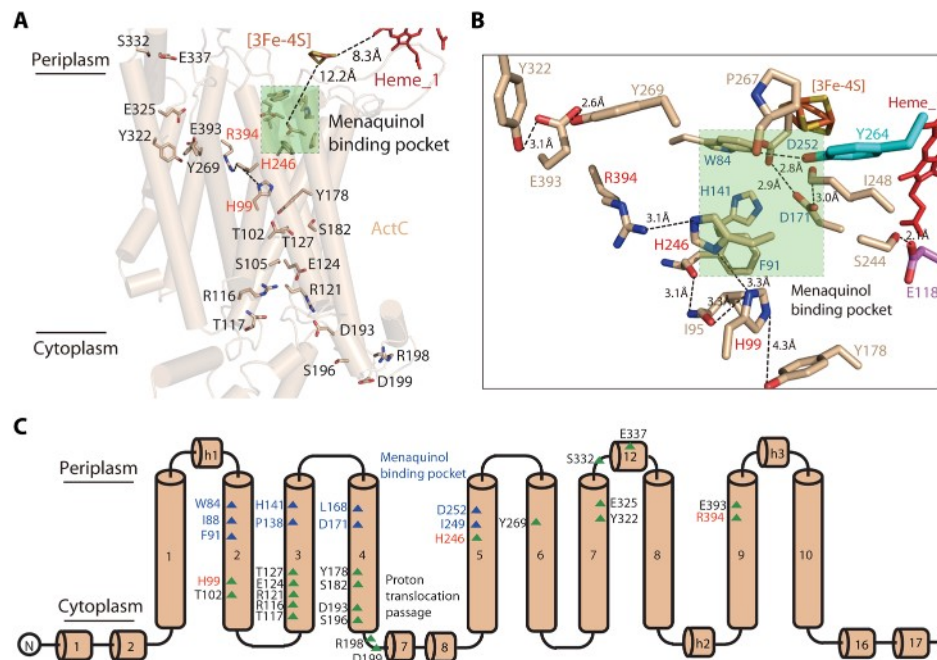 A
S332
E337
Periplasm
[3Fe-4S]
8.3Å
Heme_1
12.2Å
Menaquinol
binding pocket
E325
Y322
E393
R394
Y269
H246
H99
Y178
T102
T127
S182
ActC
S105
E124
R116
R121
T117
D193
Cytoplasm
S196
R198
D199
B
Y322
Y269
P267
[3Fe-4S]
Heme_
2.6Å
3.1Å
E393
W84
D252
Y264
2.8Å
R394
H141
2.9Å
3.0Å
I248
D171
3.1Å
H246
F91
S244
2.1Å
E118
3.3Å
3.1Å
3.3Å
Menaquinol
binding pocket
I95
H99
4.3Å
Y178
C
Periplasm
Menaquinol
binding pocket
h1
S332
E337
12
h3
W84
I88
F91
H141
P138
L168
D171
D252
I249
H246
Y269
E325
Y322
E393
R394
1
2
3
4
5
6
7
8
9
10
H99
T102
T127
E124
R121
R116
T117
Y178
S182
D193
S196
Proton
translocation
passage
Cytoplasm
N
1
2
R198
D199
7
8
h2
16
17